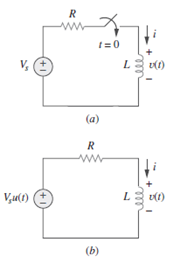 R
t = 0
i
Vs
+
−
L
+
v(t)
−
(a)
R
i
Vsu(t)
+
−
L
+
v(t)
−
(b)